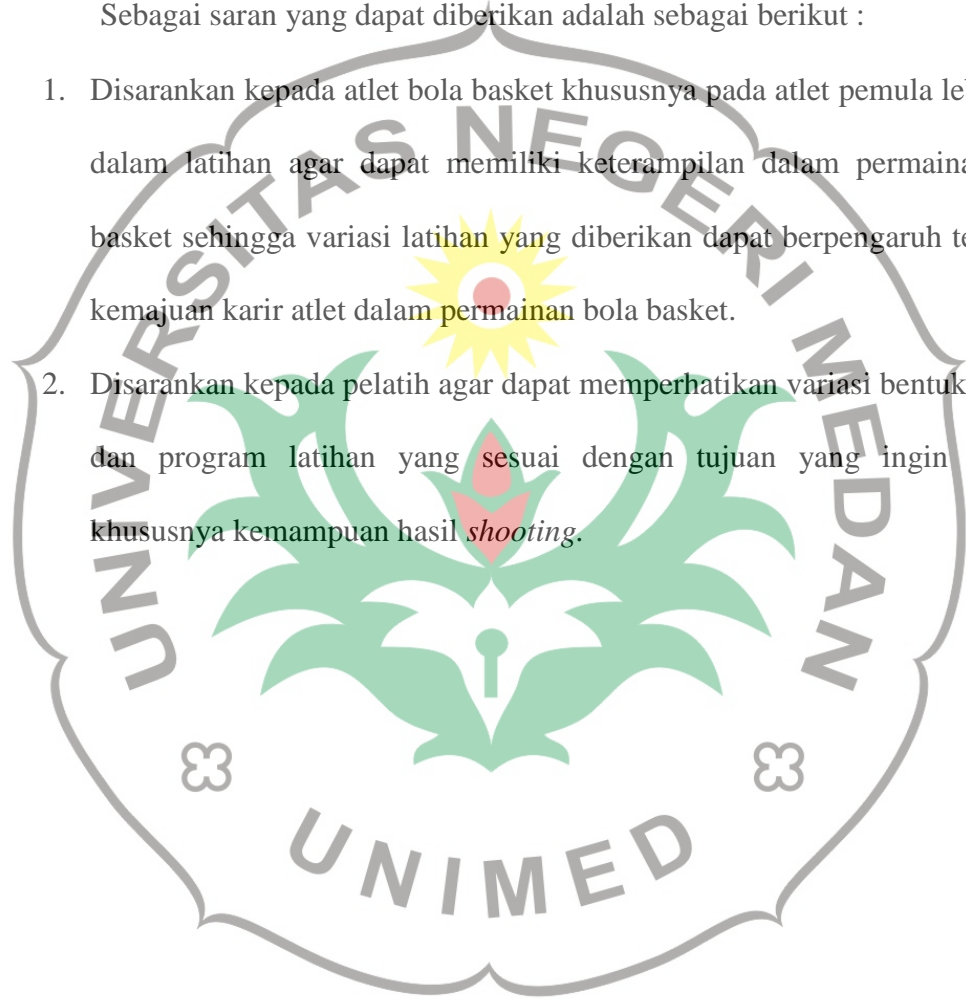 Sebagai saran yang dapat diberikan adalah sebagai berikut :
1. Disarankan kepada atlet bola basket khususnya pada atlet pemula
dalam latihan agar dapat memiliki keterampilan dalam
basket sehingga variasi latihan yang diberikan dapat berpengaruh
kemajuan karir atlet dalam permainan bola basket.
2. Disarankan kepada pelatih agar dapat memperhatikan variasi bentuk
dan program latihan yang sesuai dengan tujuan yang ingin
khususnya kemampuan hasil shooting.
UNIVERSITAS NEGERI MEDAN
UNIMED